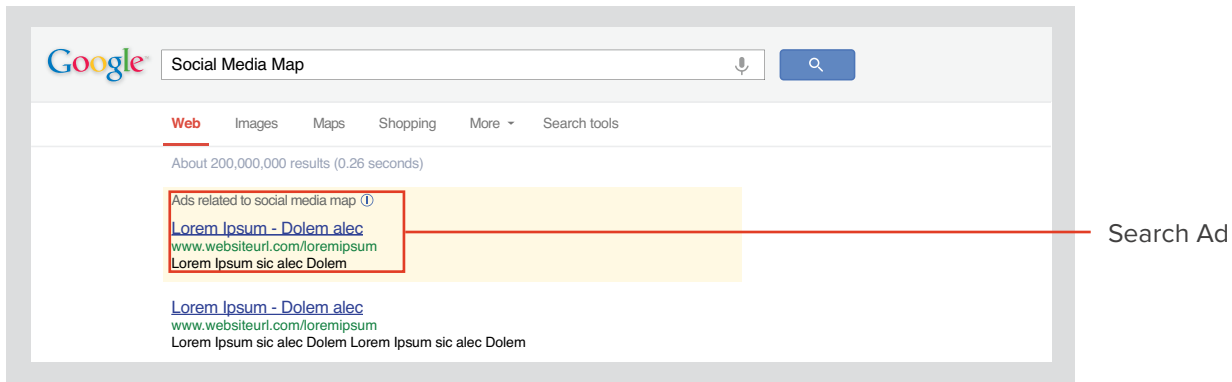 Google Social Media Map
Web Images Maps Shopping More Search tools
About 200,000,000 results (0.26 seconds)
Ads related to social media map
Lorem Ipsum - Dolem alec
www.websiteurl.com/loremipsum
Lorem Ipsum sic alec Dolem
Search Ad
Lorem Ipsum - Dolem alec
www.websiteurl.com/loremipsum
Lorem Ipsum sic alec Dolem Lorem Ipsum sic alec Dolem